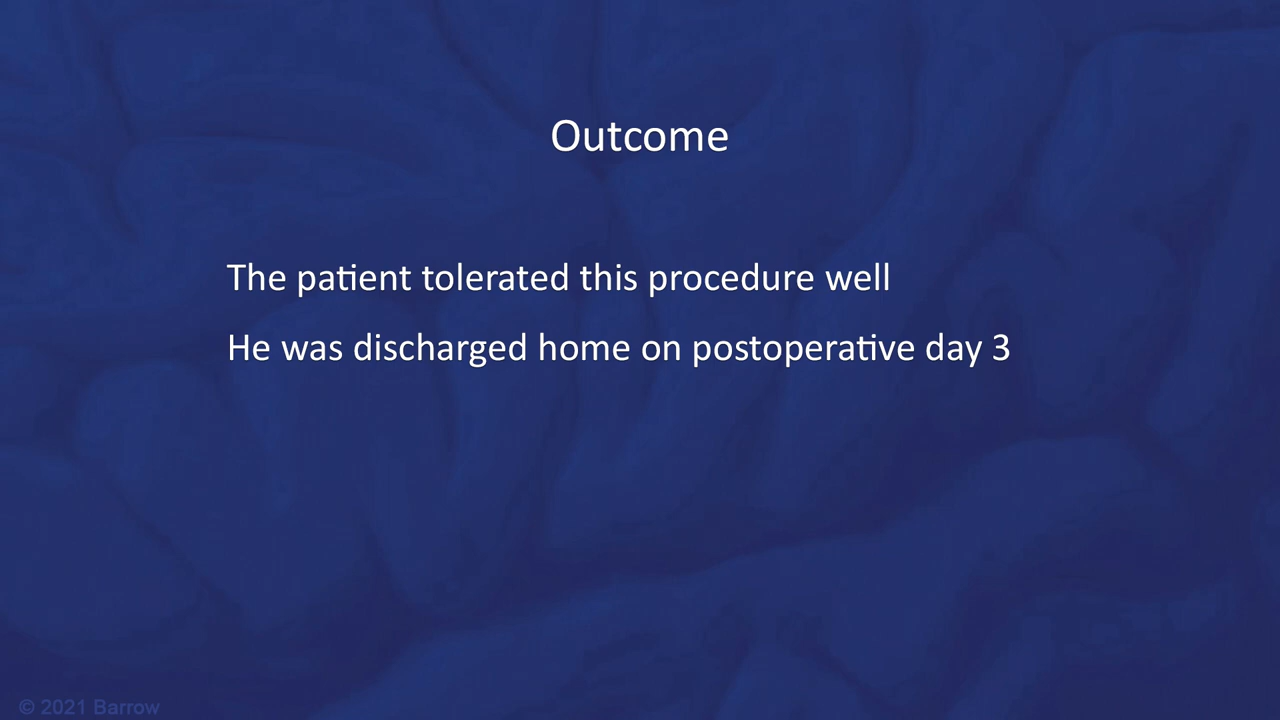 Outcome
The patient tolerated this procedure well
He was discharged home on postoperative day 3
© 2021 Barrow